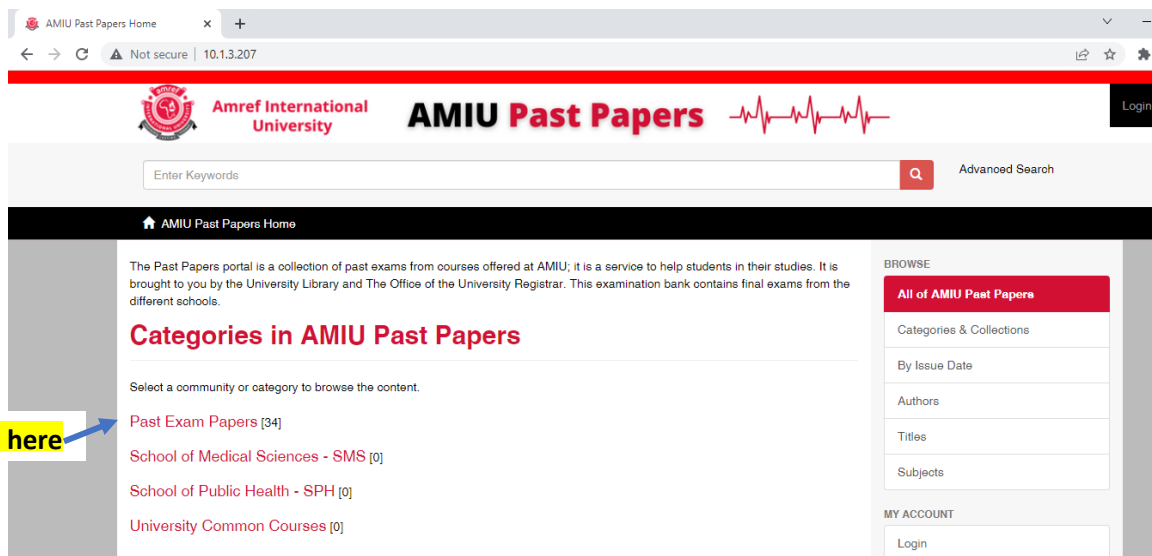 AMIU Past Papers Home
Not secure | 10.1.3.207
amref
Amref International
University
AMIU Past Papers
Login
Enter Keywords
Advanced Search
AMIU Past Papers Home
The Past Papers portal is a collection of past exams from courses offered at AMIU; it is a service to help students in their studies. It is
brought to you by the University Library and The Office of the University Registrar. This examination bank contains final exams from the
different schools.
Categories in AMIU Past Papers
Select a community or category to browse the content.
Past Exam Papers [34]
here
School of Medical Sciences - SMS [0]
School of Public Health - SPH [0]
University Common Courses [0]
BROWSE
All of AMIU Past Papers
Categories & Collections
By Issue Date
Authors
Titles
Subjects
MY ACCOUNT
Login